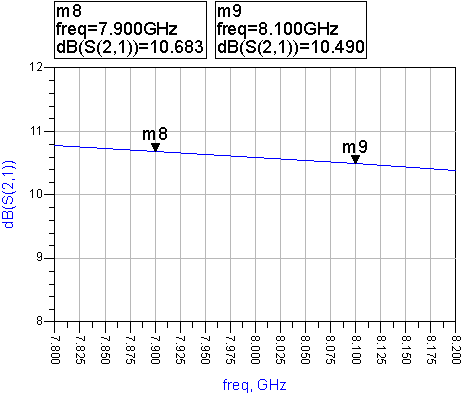 m8
freq=7.900GHz
dB(S(2,1))=10.683
m9
freq=8.100GHz
dB(S(2,1))=10.490
12
11
10
9
8
dB(S(2,1))
m8
m9
7.800
7.825
7.850
7.875
7.900
7.925
7.950
7.975
8.000
8.025
8.050
8.075
8.100
8.125
8.150
8.175
8.200
freq, GHz